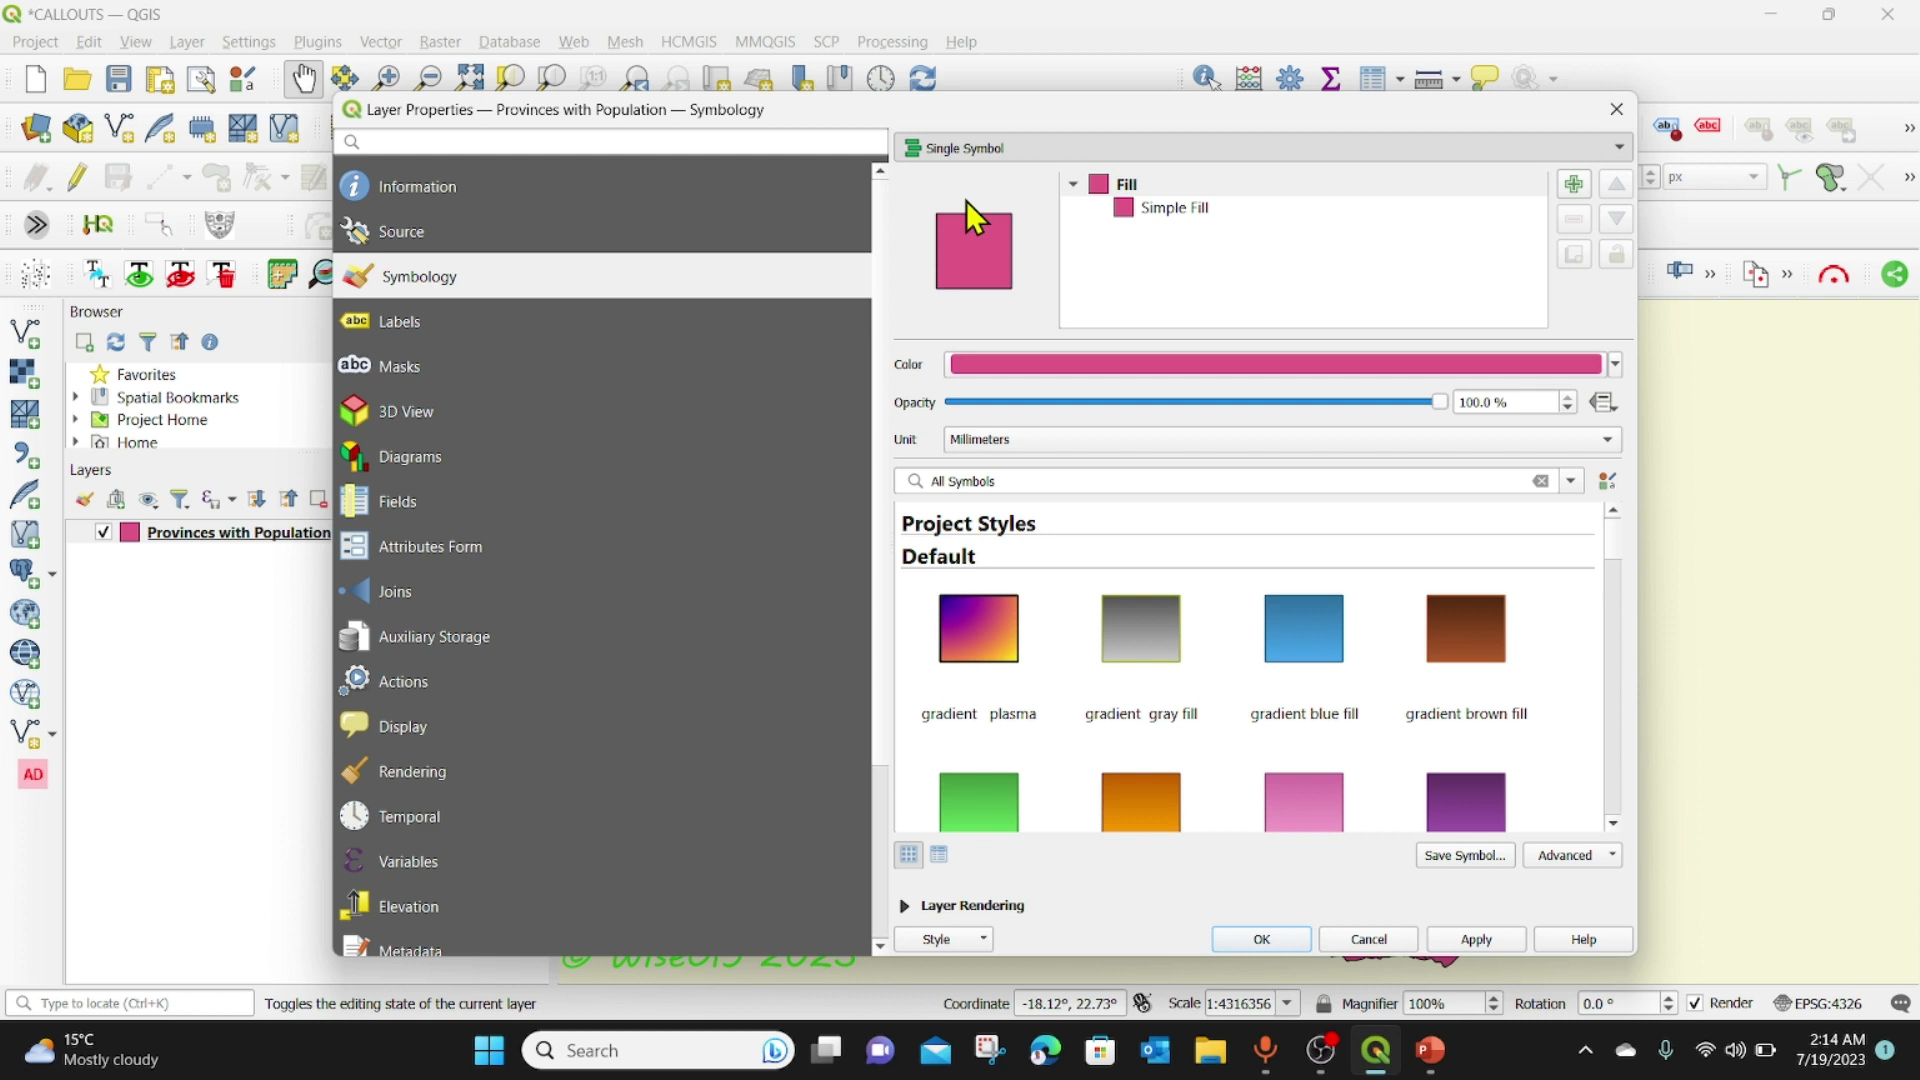 *CALLOUTS — QGIS
Project Edit View Layer Settings Plugins Vector Raster Database Web Mesh HCMGIS MMQGIS SCP Processing Help
Layer Properties — Provinces with Population — Symbology
Information
Source
Symbology
Labels
Masks
3D View
Diagrams
Fields
Attributes Form
Joins
Auxiliary Storage
Actions
Display
Rendering
Temporal
Variables
Elevation
Metadata
Single Symbol
Fill
Simple Fill
Color
Opacity 100.0 %
Unit Millimeters
All Symbols
Project Styles
Default
gradient plasma
gradient gray fill
gradient blue fill
gradient brown fill
Save Symbol... Advanced
Layer Rendering
Style OK Cancel Apply Help
px
Browser
Favorites
Spatial Bookmarks
Project Home
Home
Layers
Provinces with Population
AD
Type to locate (Ctrl+K) Toggles the editing state of the current layer Coordinate -18.12°, 22.73° Scale 1:4316356 Magnifier 100% Rotation 0.0 ° Render EPSG:4326
15°C
Mostly cloudy
Search
2:14 AM
7/19/2023
1